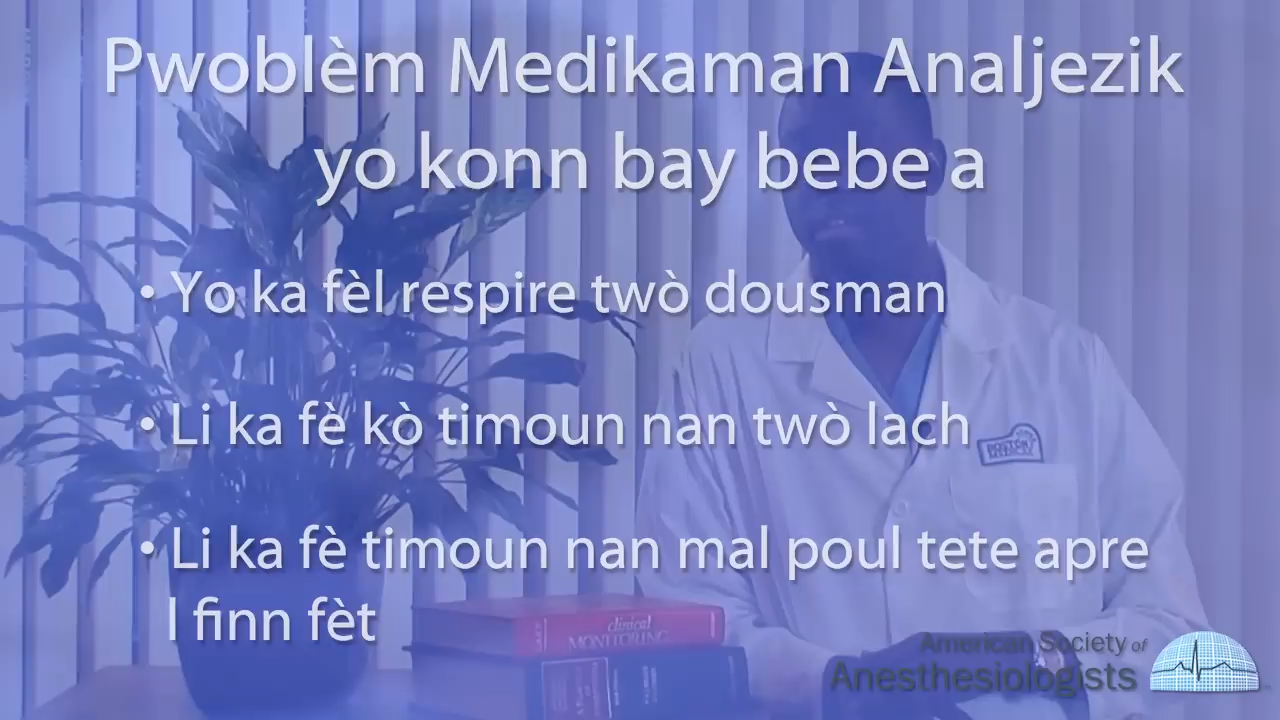 Pwoblèm Medikaman Analjezik
yo konn bay bebe a
• Yo ka fèl respire twò dousman
• Li ka fè kò timoun nan twò lach
• Li ka fè timoun nan mal poul tete apre
l finn fèt
BOSTON
MEDICAL
clinical
MONITORING
American Society of
Anesthesiologists